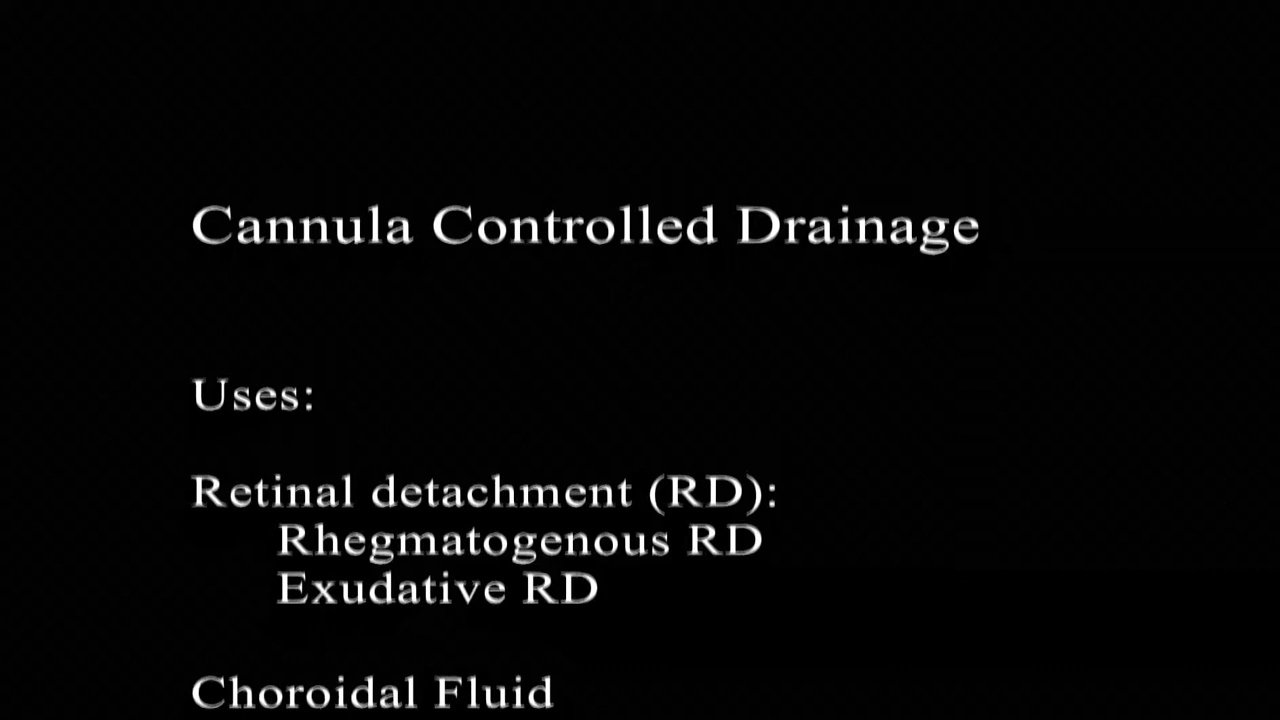 Cannula Controlled Drainage
Uses:
Retinal detachment (RD):
Rhegmatogenous RD
Exudative RD
Choroidal Fluid